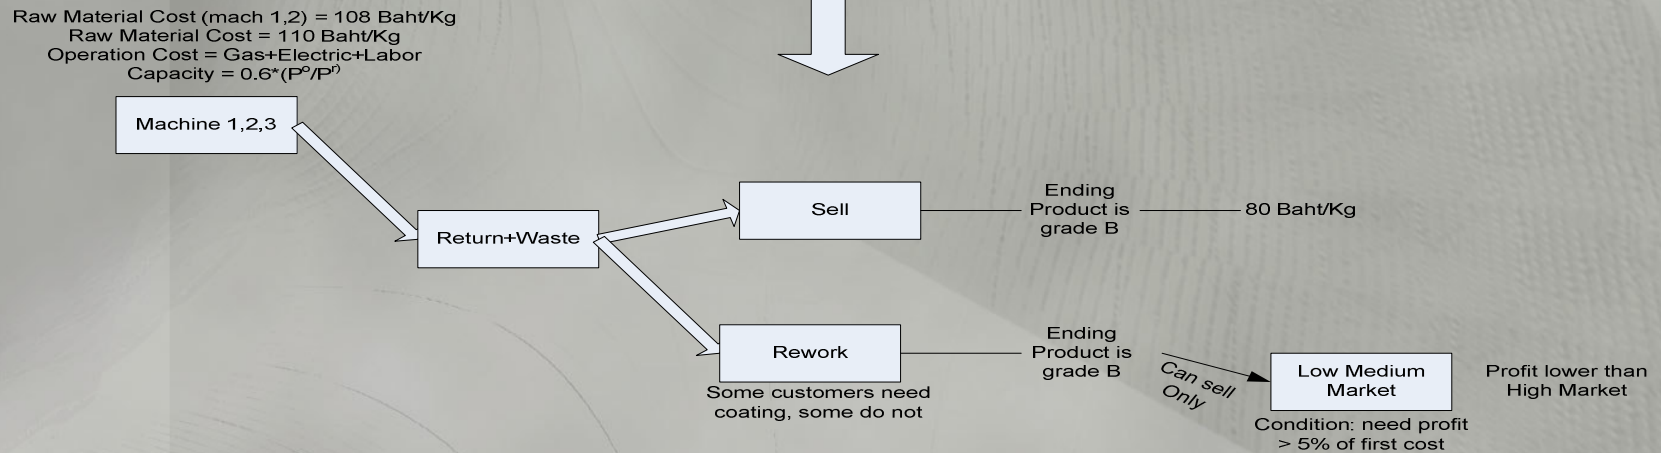 Raw Material Cost (mach 1,2) = 108 Baht/Kg
Raw Material Cost = 110 Baht/Kg
Operation Cost = Gas+Electric+Labor
Capacity = 0.6*(Pº/Pʳ⁾
Machine 1,2,3
Return+Waste
Sell
Ending
Product is
grade B
80 Baht/Kg
Rework
Some customers need
coating, some do not
Ending
Product is
grade B
Can sell
Only
Low Medium
Market
Condition: need profit
> 5% of first cost
Profit lower than
High Market